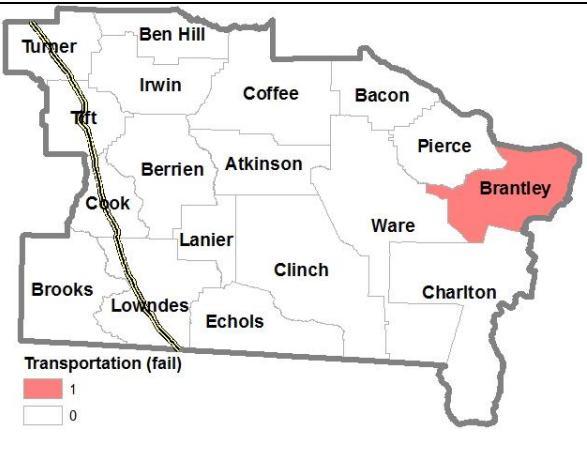 Ben Hill
Turner
Irwin
Coffee
Bacon
Tift
Pierce
Berrien
Atkinson
Brantley
Cook
Ware
Lanier
Clinch
Brooks
Charlton
Lowndes
Echols
Transportation (fail)
1
0